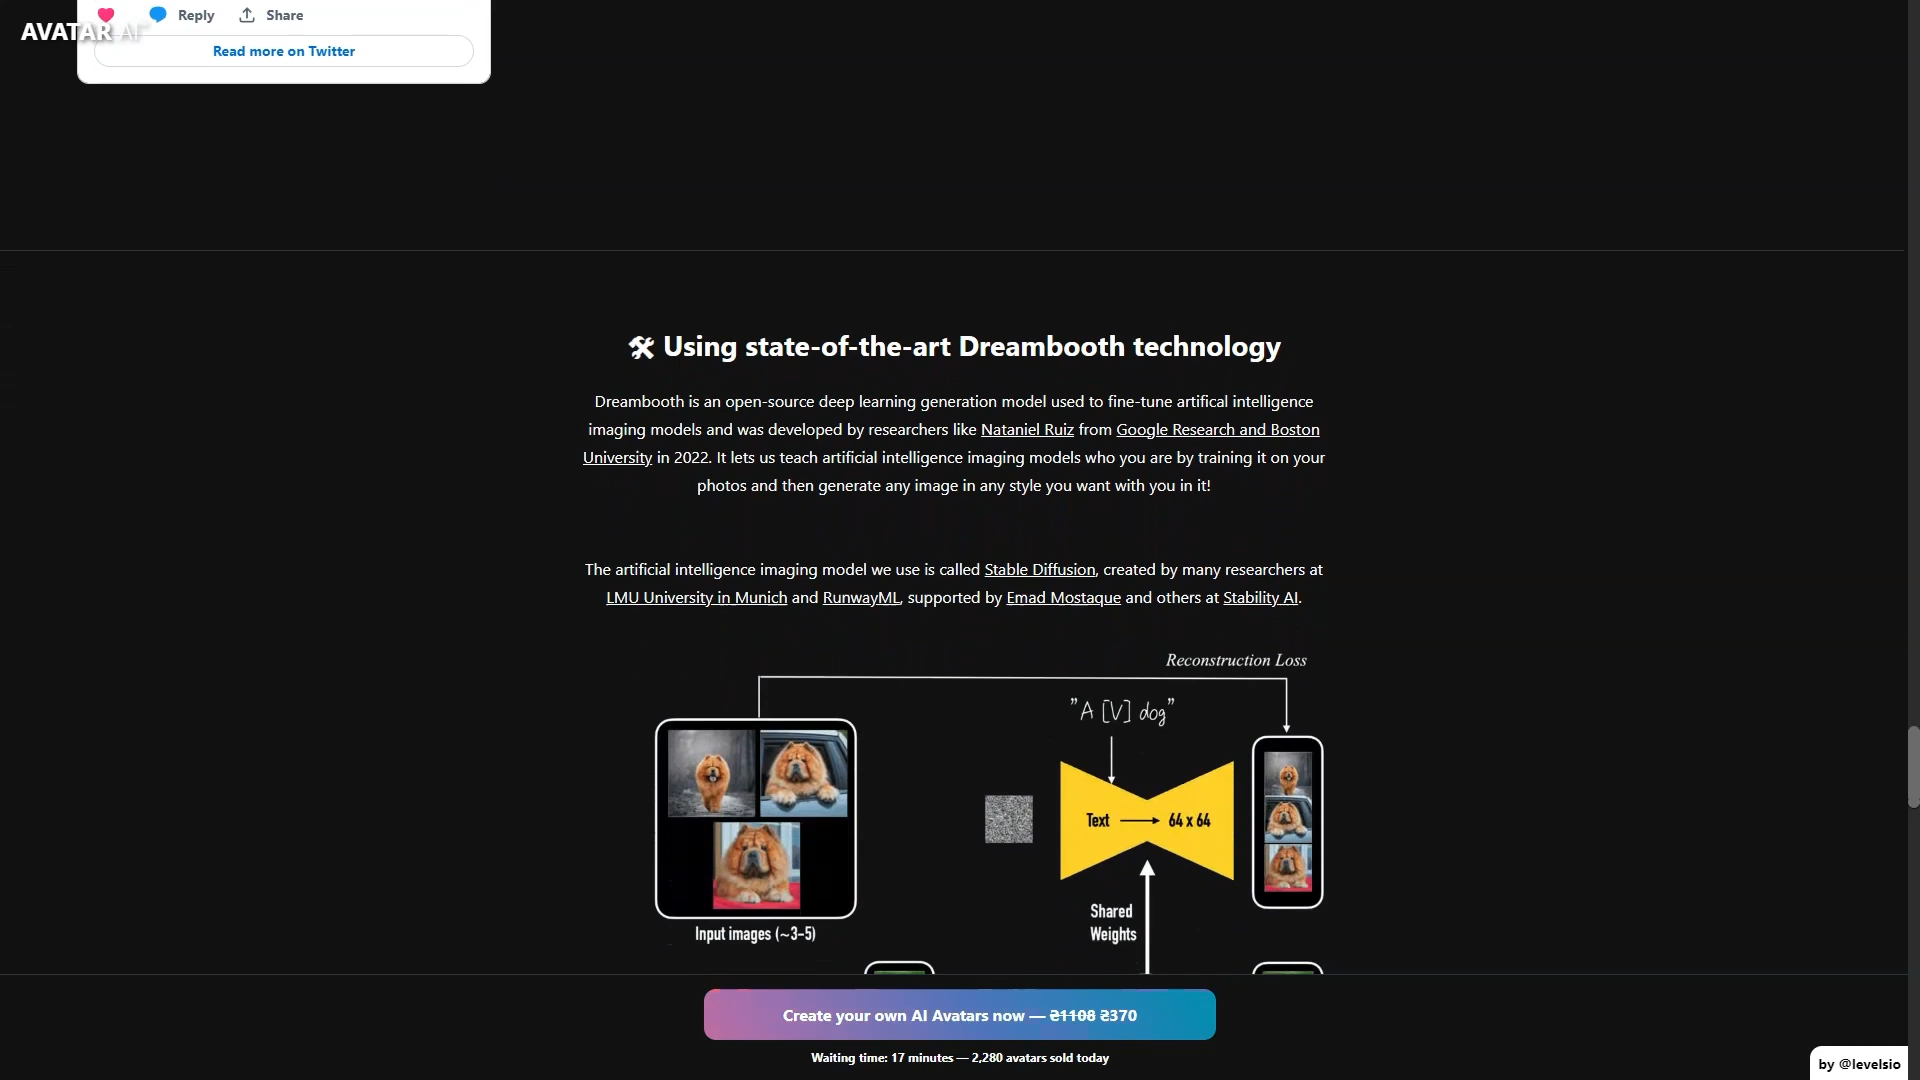 Reply Share
AVATAR AI
Read more on Twitter
🛠 Using state-of-the-art Dreambooth technology
Dreambooth is an open-source deep learning generation model used to fine-tune artifical intelligence
imaging models and was developed by researchers like Nataniel Ruiz from Google Research and Boston
University in 2022. It lets us teach artificial intelligence imaging models who you are by training it on your
photos and then generate any image in any style you want with you in it!
The artificial intelligence imaging model we use is called Stable Diffusion, created by many researchers at
LMU University in Munich and RunwayML, supported by Emad Mostaque and others at Stability AI.
Reconstruction Loss
"A [V] dog"
Text → 64 x 64
Shared
Weights
Input images (~3-5)
Create your own AI Avatars now — ₴1108 ₴370
Waiting time: 17 minutes — 2,280 avatars sold today
by @levelsio